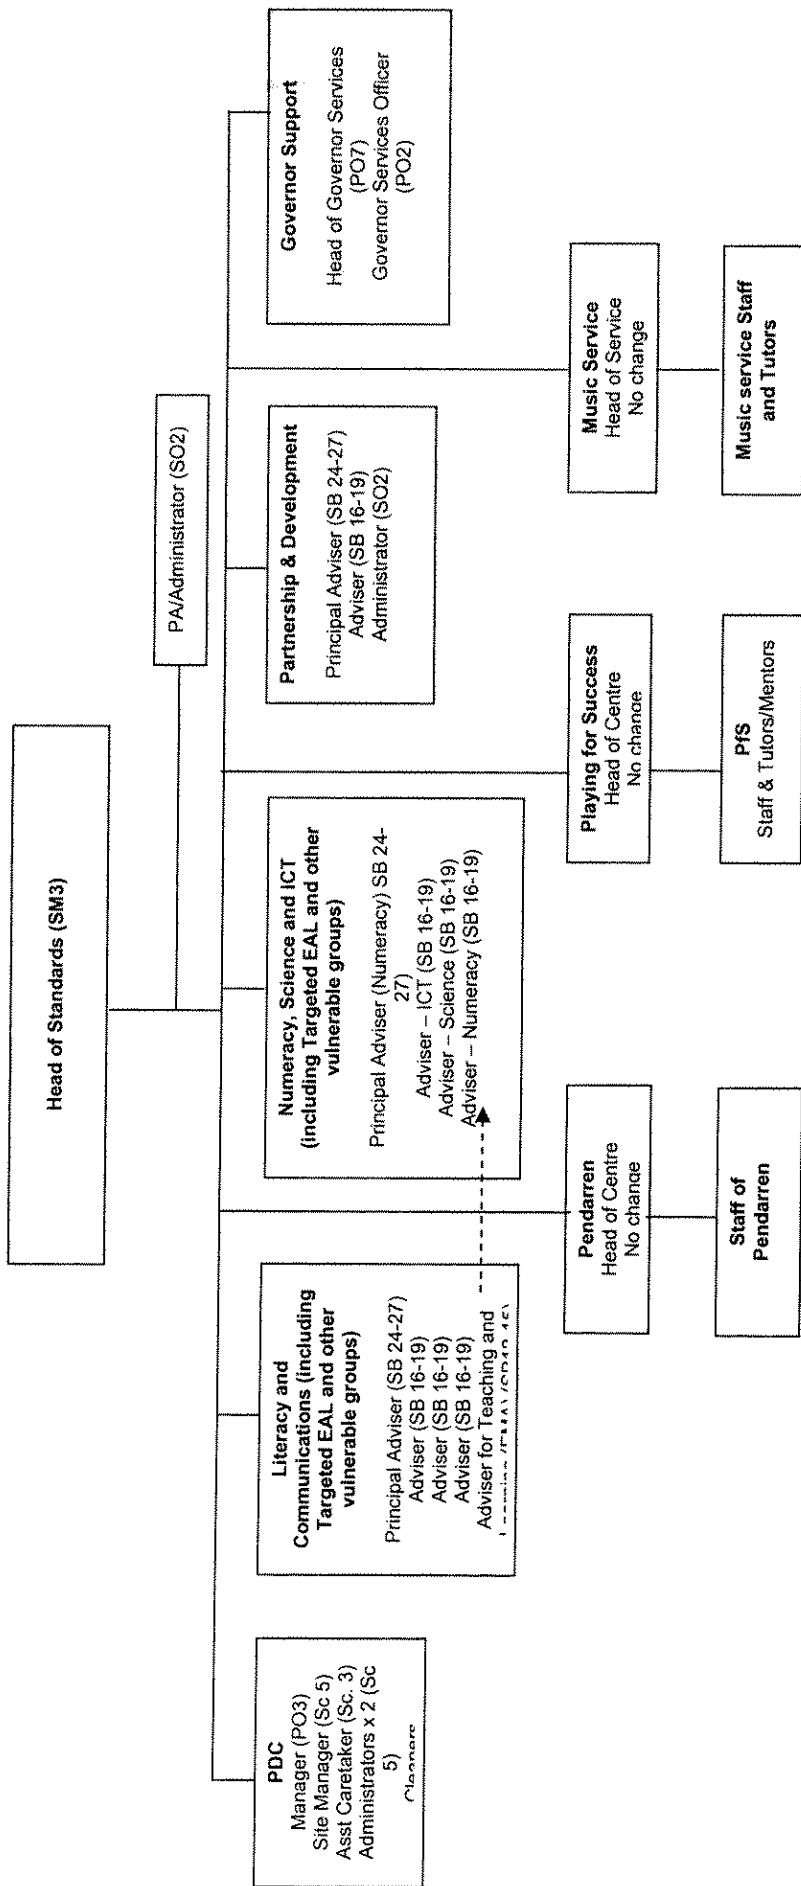 Head of Standards (SM3)
PA/Administrator (SO2)
PDC
Manager (PO3)
Site Manager (Sc 5)
Asst Caretaker (Sc. 3)
Administrators x 2 (Sc
5)
Cleaners
Literacy and
Communications (including
Targeted EAL and other
vulnerable groups)
Principal Adviser (SB 24-27)
Adviser (SB 16-19)
Adviser (SB 16-19)
Adviser (SB 16-19)
Adviser for Teaching and
Numeracy, Science and ICT
(including Targeted EAL and other
vulnerable groups)
Principal Adviser (Numeracy) SB 24-
27)
Adviser – ICT (SB 16-19)
Adviser – Science (SB 16-19)
Adviser – Numeracy (SB 16-19)
Partnership & Development
Principal Adviser (SB 24-27)
Adviser (SB 16-19)
Administrator (SO2)
Governor Support
Head of Governor Services
(PO7)
Governor Services Officer
(PO2)
Pendarren
Head of Centre
No change
Playing for Success
Head of Centre
No change
Music Service
Head of Service
No change
Staff of
Pendarren
PfS
Staff & Tutors/Mentors
Music service Staff
and Tutors